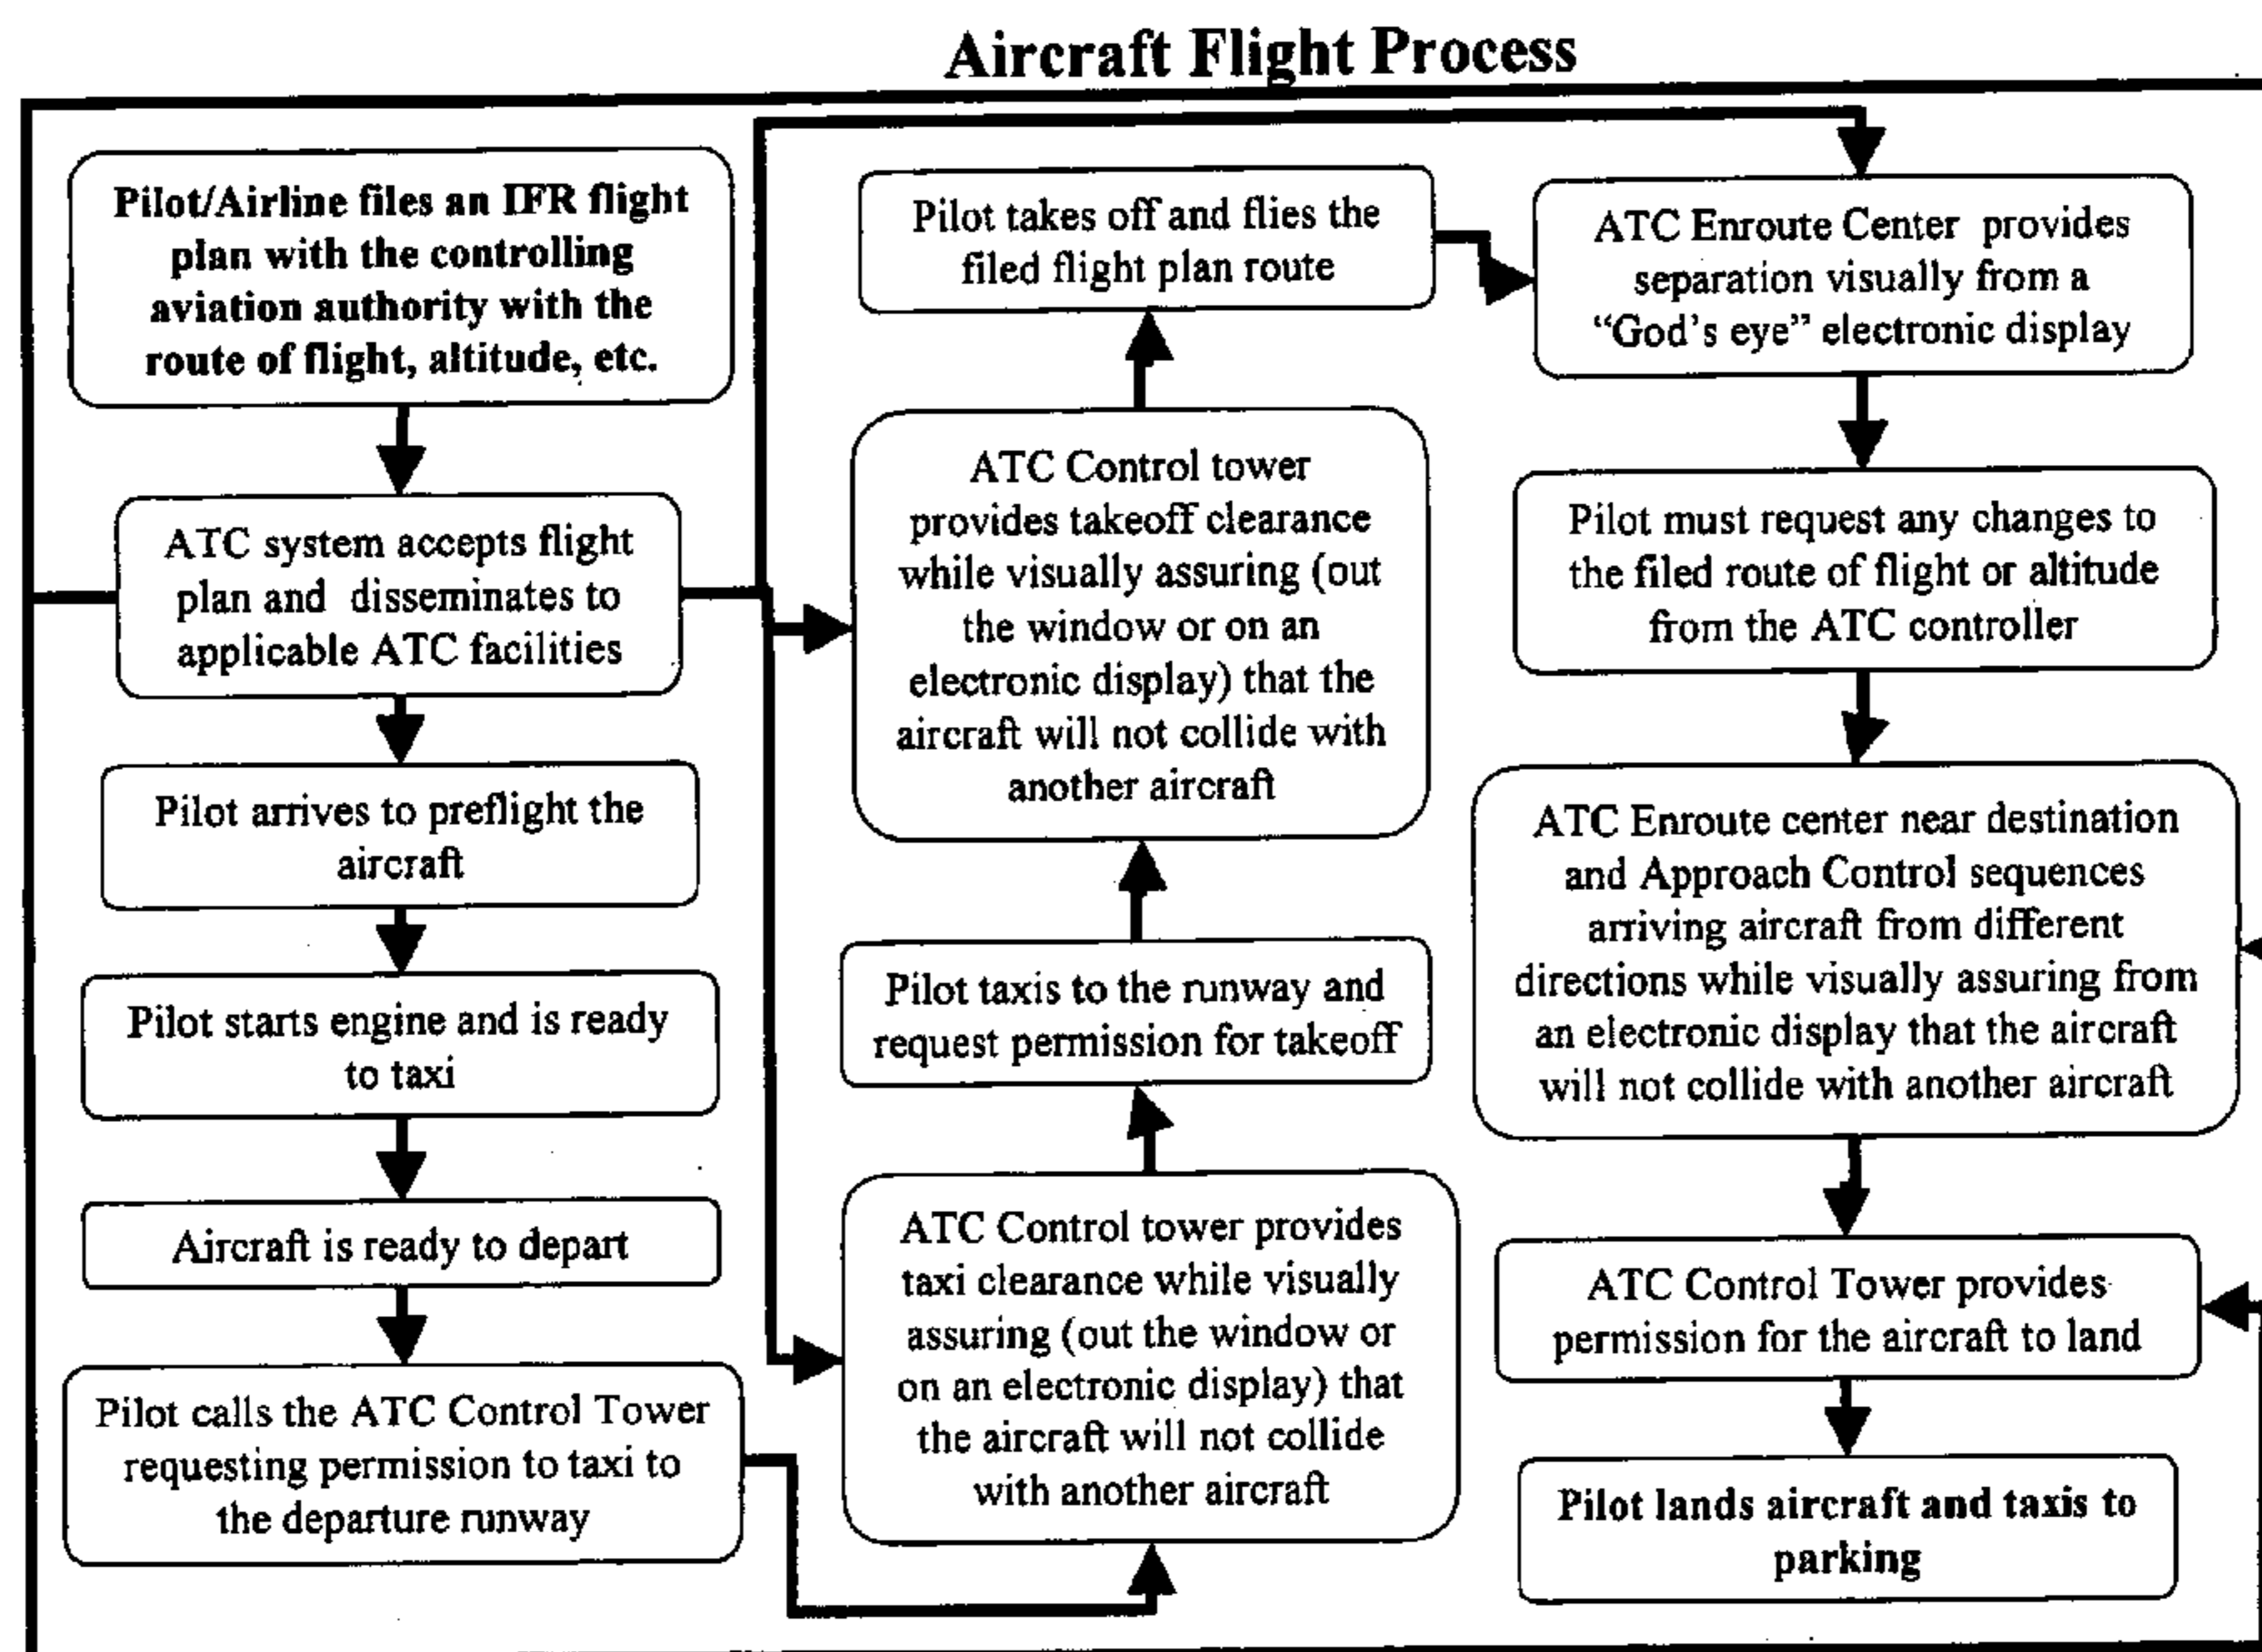 Aircraft Flight Process
Pilot/Airline files an IFR flight
plan with the controlling
aviation authority with the
route of flight, altitude, etc.
ATC system accepts flight
plan and disseminates to
applicable ATC facilities
Pilot arrives to preflight the
aircraft
Pilot starts engine and is ready
to taxi
Aircraft is ready to depart
Pilot calls the ATC Control Tower
requesting permission to taxi to
the departure runway
Pilot takes off and flies the
filed flight plan route
ATC Control tower
provides takeoff clearance
while visually assuring (out
the window or on an
electronic display) that the
aircraft will not collide with
another aircraft
Pilot taxis to the runway and
request permission for takeoff
ATC Control tower provides
taxi clearance while visually
assuring (out the window or
on an electronic display) that
the aircraft will not collide
with another aircraft
ATC Enroute Center provides
separation visually from a
“God’s eye” electronic display
Pilot must request any changes to
the filed route of flight or altitude
from the ATC controller
ATC Enroute center near destination
and Approach Control sequences
arriving aircraft from different
directions while visually assuring from
an electronic display that the aircraft
will not collide with another aircraft
ATC Control Tower provides
permission for the aircraft to land
Pilot lands aircraft and taxis to
parking